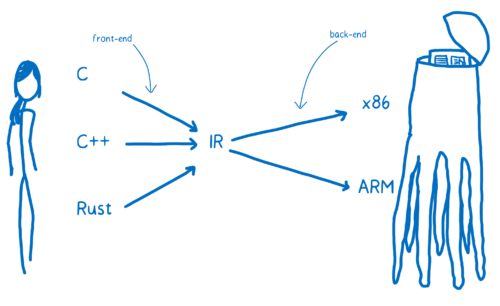 front-end
back-end
C
x86
C++
IR
ARM
Rust